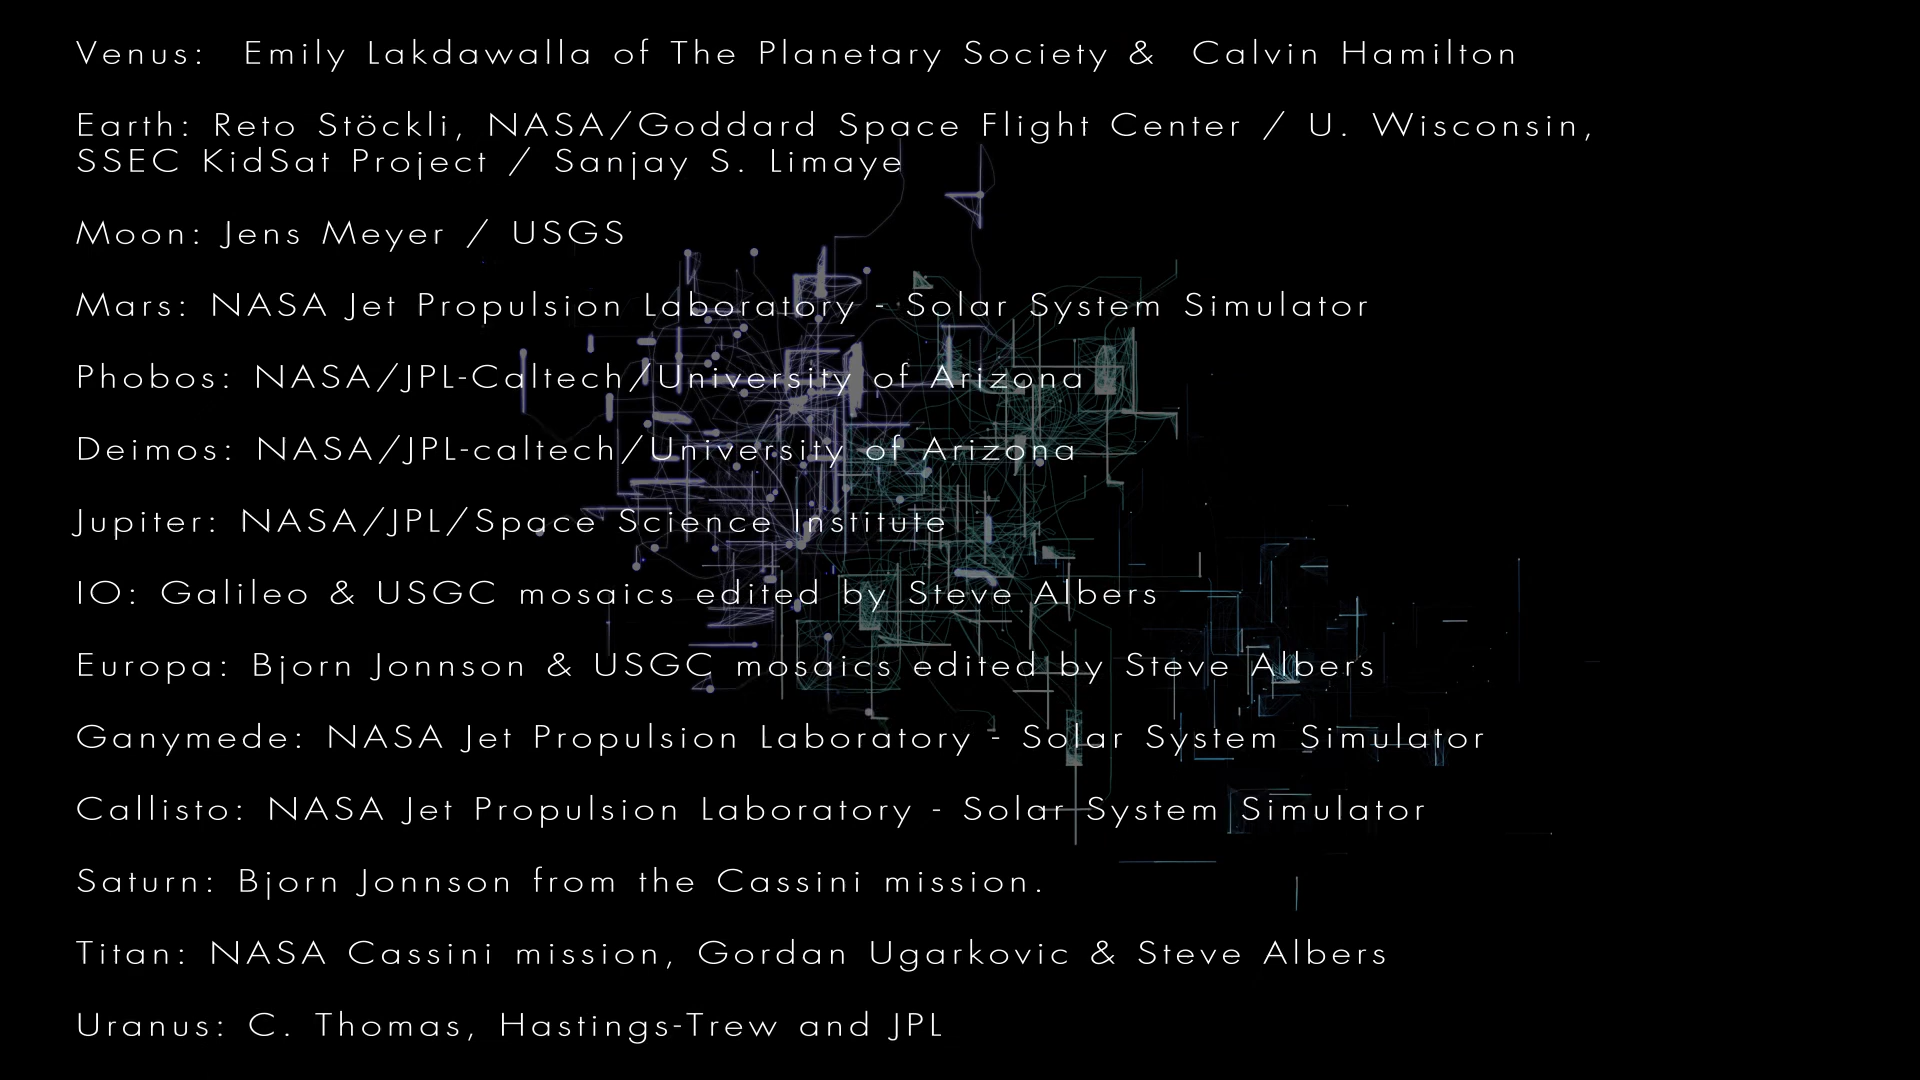 Venus:  Emily Lakdawalla of The Planetary Society &  Calvin Hamilton
Earth: Reto Stöckli, NASA/Goddard Space Flight Center / U. Wisconsin,
SSEC KidSat Project / Sanjay S. Limaye
Moon: Jens Meyer / USGS
Mars: NASA Jet Propulsion Laboratory - Solar System Simulator
Phobos: NASA/JPL-Caltech/University of Arizona
Deimos: NASA/JPL-caltech/University of Arizona
Jupiter: NASA/JPL/Space Science Institute
IO: Galileo & USGC mosaics edited by Steve Albers
Europa: Bjorn Jonnson & USGC mosaics edited by Steve Albers
Ganymede: NASA Jet Propulsion Laboratory - Solar System Simulator
Callisto: NASA Jet Propulsion Laboratory - Solar System Simulator
Saturn: Bjorn Jonnson from the Cassini mission.
Titan: NASA Cassini mission, Gordan Ugarkovic & Steve Albers
Uranus: C. Thomas, Hastings-Trew and JPL